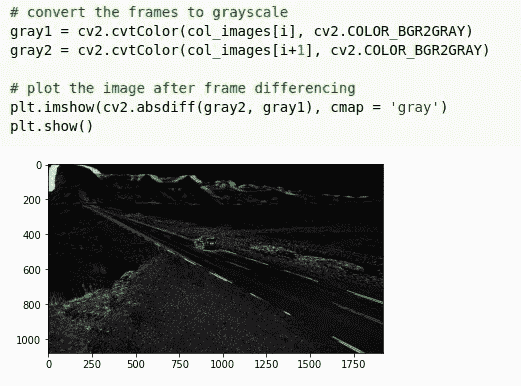 # convert the frames to grayscale
gray1 = cv2.cvtColor(col_images[i], cv2.COLOR_BGR2GRAY)
gray2 = cv2.cvtColor(col_images[i+1], cv2.COLOR_BGR2GRAY)
# plot the image after frame differencing
plt.imshow(cv2.absdiff(gray2, gray1), cmap = 'gray')
plt.show()
0
200
400
600
800
1000
0 250 500 750 1000 1250 1500 1750